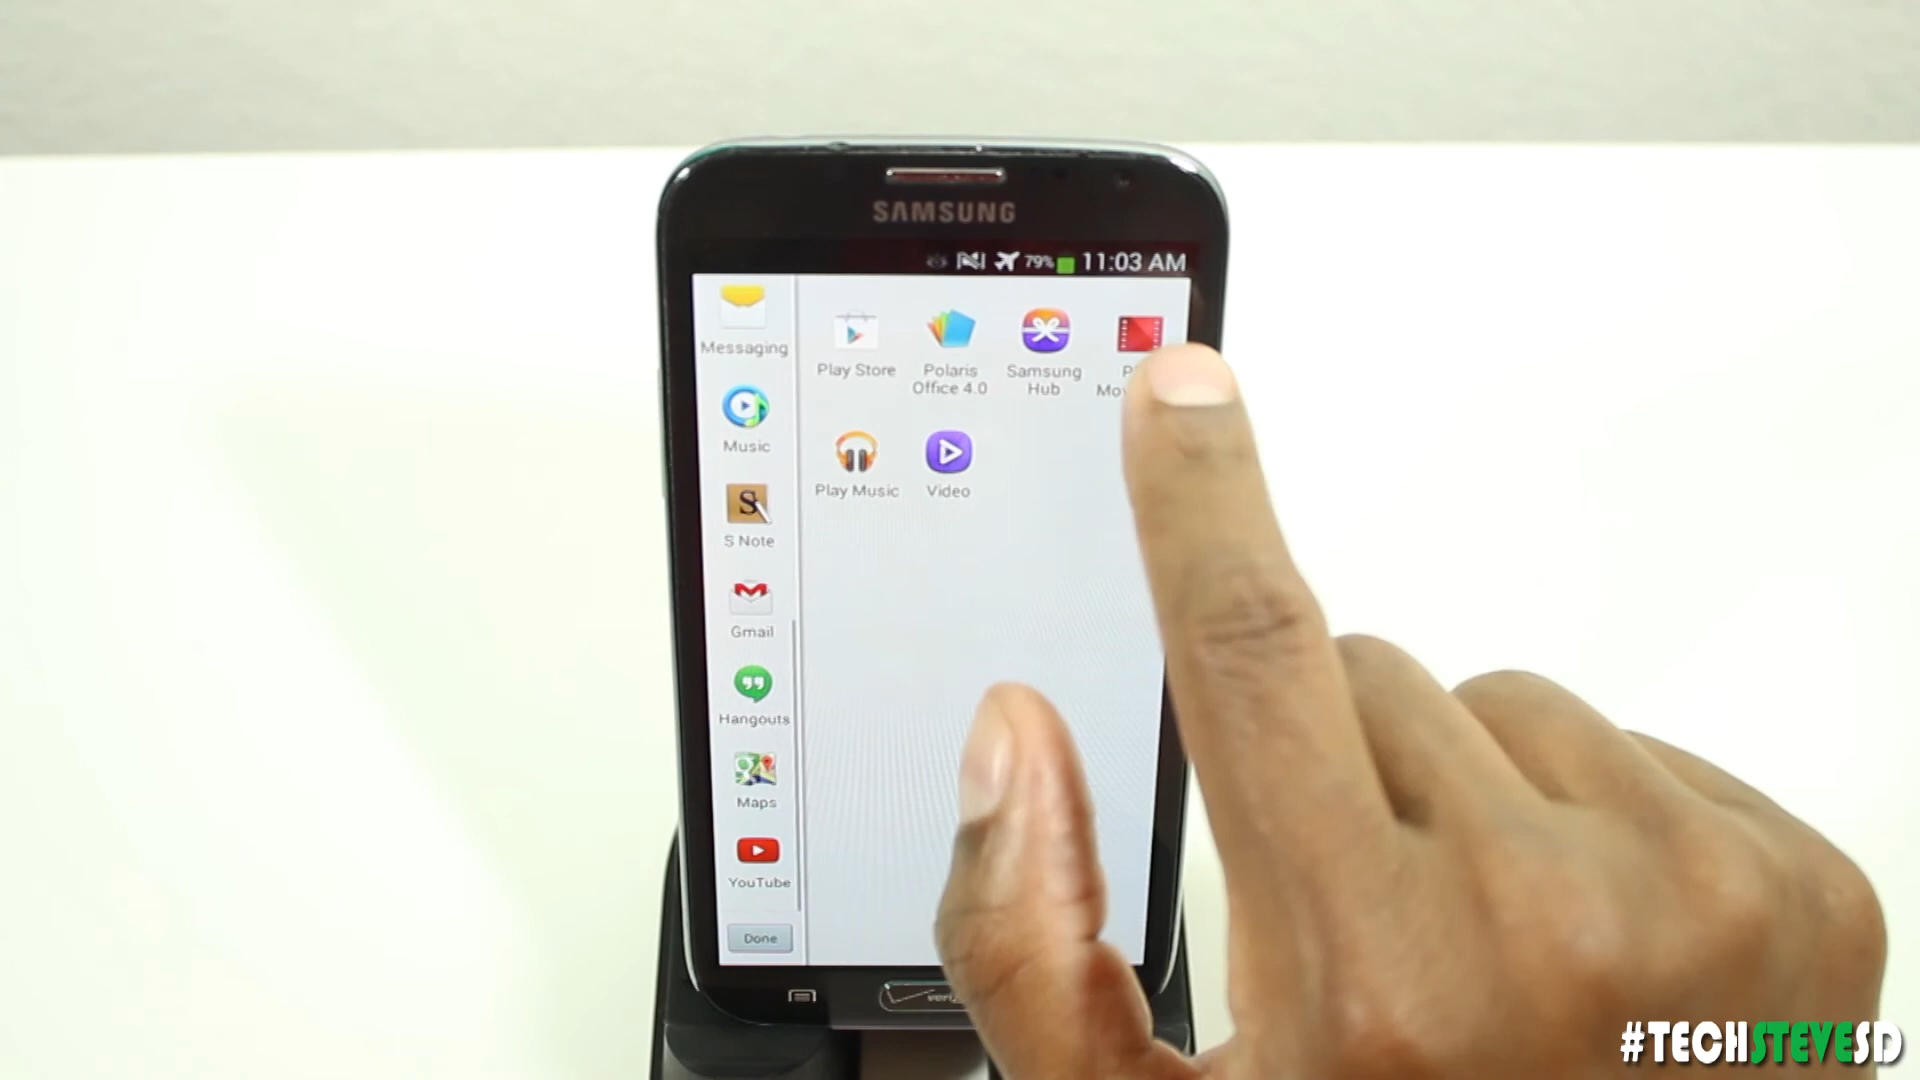 SAMSUNG
79% 11:03 AM
Messaging
Music
S Note
Gmail
Hangouts
Maps
YouTube
Done
Play Store
Polaris
Office 4.0
Samsung
Hub
Play Music
Video
#TECHSTEVESD